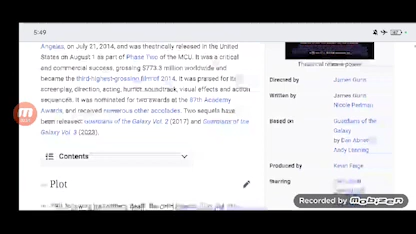 5:49
Angeles, on July 21, 2014, and was theatrically released in the United
States on August 1 as part of Phase Two of the MCU. It was a critical
and commercial success, grossing $773.3 million worldwide and
became the third-highest-grossing film of 2014. It was praised for its
screenplay, direction, acting, humor, soundtrack, visual effects and action
sequences. It was nominated for two awards at the 87th Academy
Awards, and received numerous other accolades. Two sequels have
been released: Guardians of the Galaxy Vol. 2 (2017) and Guardians of the
Galaxy Vol. 3 (2023).
Contents
Plot
Theatrical release poster
Directed by James Gunn
Written by James Gunn
Nicole Perlman
Based on Guardians of the
Galaxy
by Dan Abnett
Andy Lanning
Produced by Kevin Feige
Starring
Recorded by Mobizen